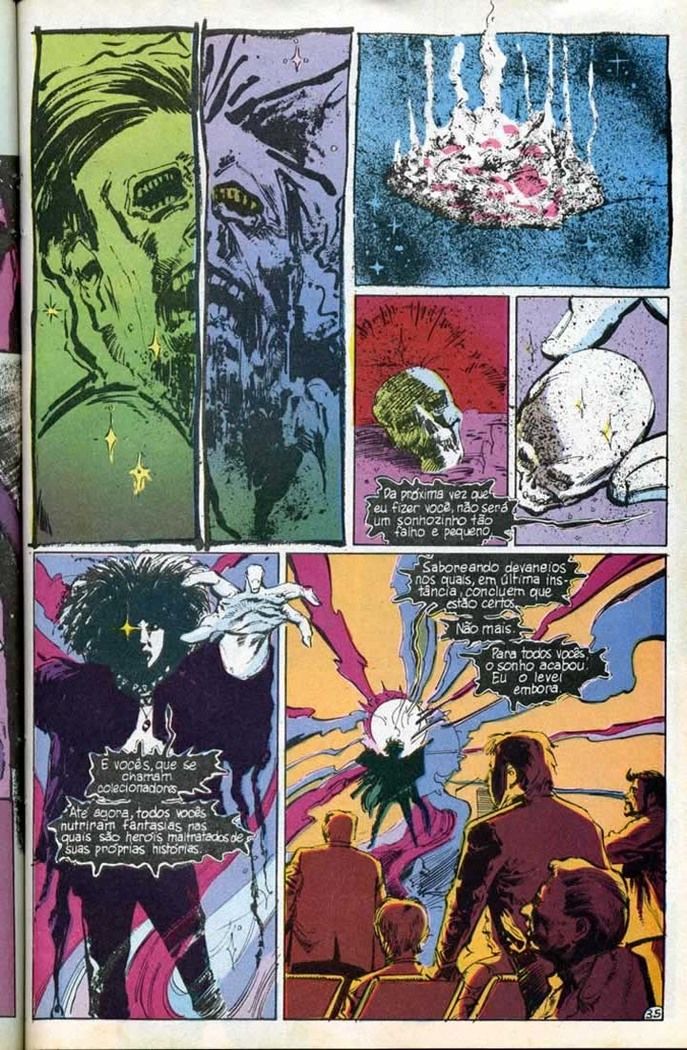 Da próxima vez que
eu fizer você, não será
um sonhozinho tão
falho e pequeno
E vocês, que se
chamam
colecionadores
Até agora, todos vocês
nutriram fantasias nas
quais são heróis maltratados de
suas próprias histórias.
Saboreando devaneios
nos quais, em última ins-
tância, concluem que
estão certos.
Não mais.
Para todos vocês,
o sonho acabou.
Eu o levei
embora.
35